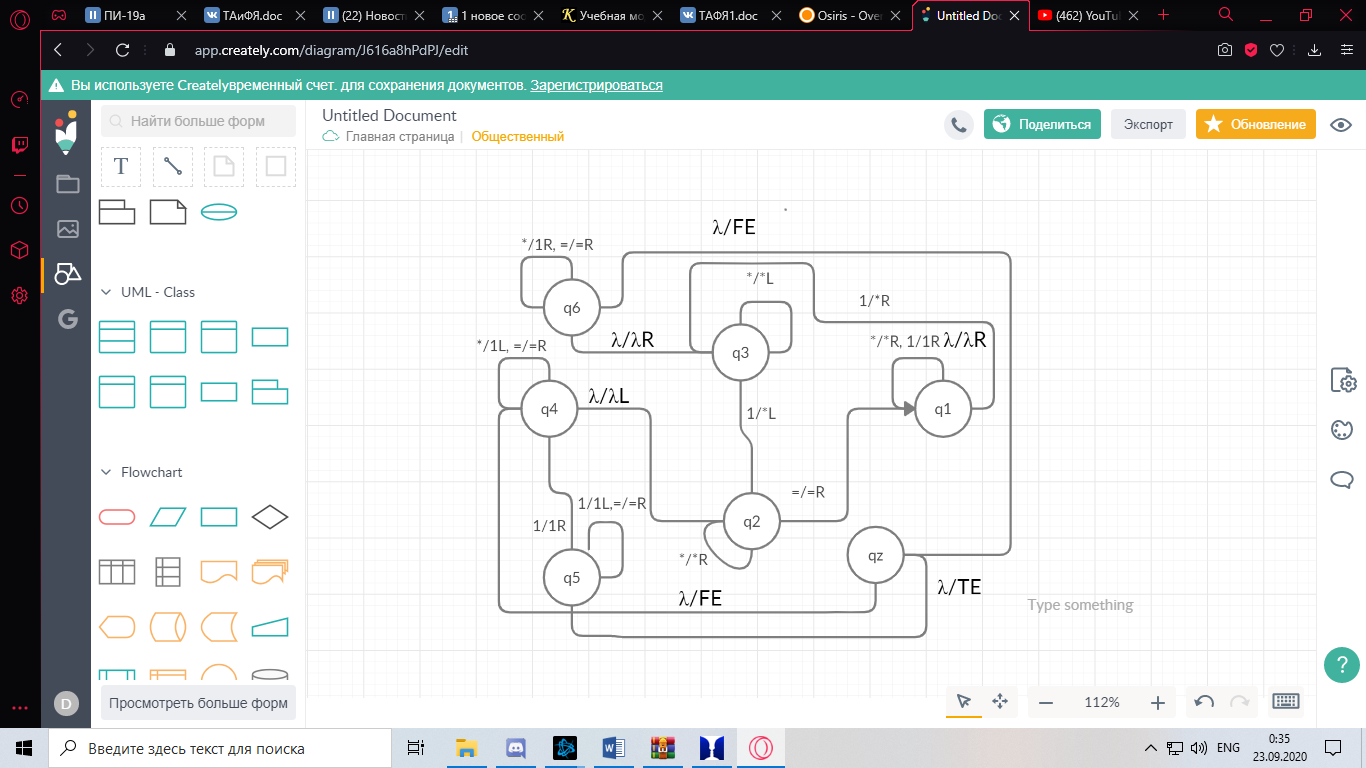 ПИ-19а
ТАиФЯ.doc
(22) Новост
1 новое соо
Учебная мо
ТАФЯ1.doc
Osiris - Over
Untitled Doc
(462) YouTu
app.creately.com/diagram/J616a8hPdPJ/edit
Вы используете Createlyвременный счет. для сохранения документов. Зарегистрироваться
Найти больше форм
Untitled Document
Главная страница
Общественный
Поделиться
Экспорт
Обновление
T
UML - Class
Flowchart
Просмотреть больше форм
D
G
λ/FE
*/1R, =/=R
*/*L
q6
1/*R
λ/λR
*/1L, =/=R
q3
*/*R, 1/1R λ/λR
λ/λL
q4
q1
1/*L
=/=R
1/1L,=/=R
1/1R
q2
*/*R
qz
q5
λ/TE
λ/FE
Type something
?
112%
Введите здесь текст для поиска
ENG
0:35
23.09.2020